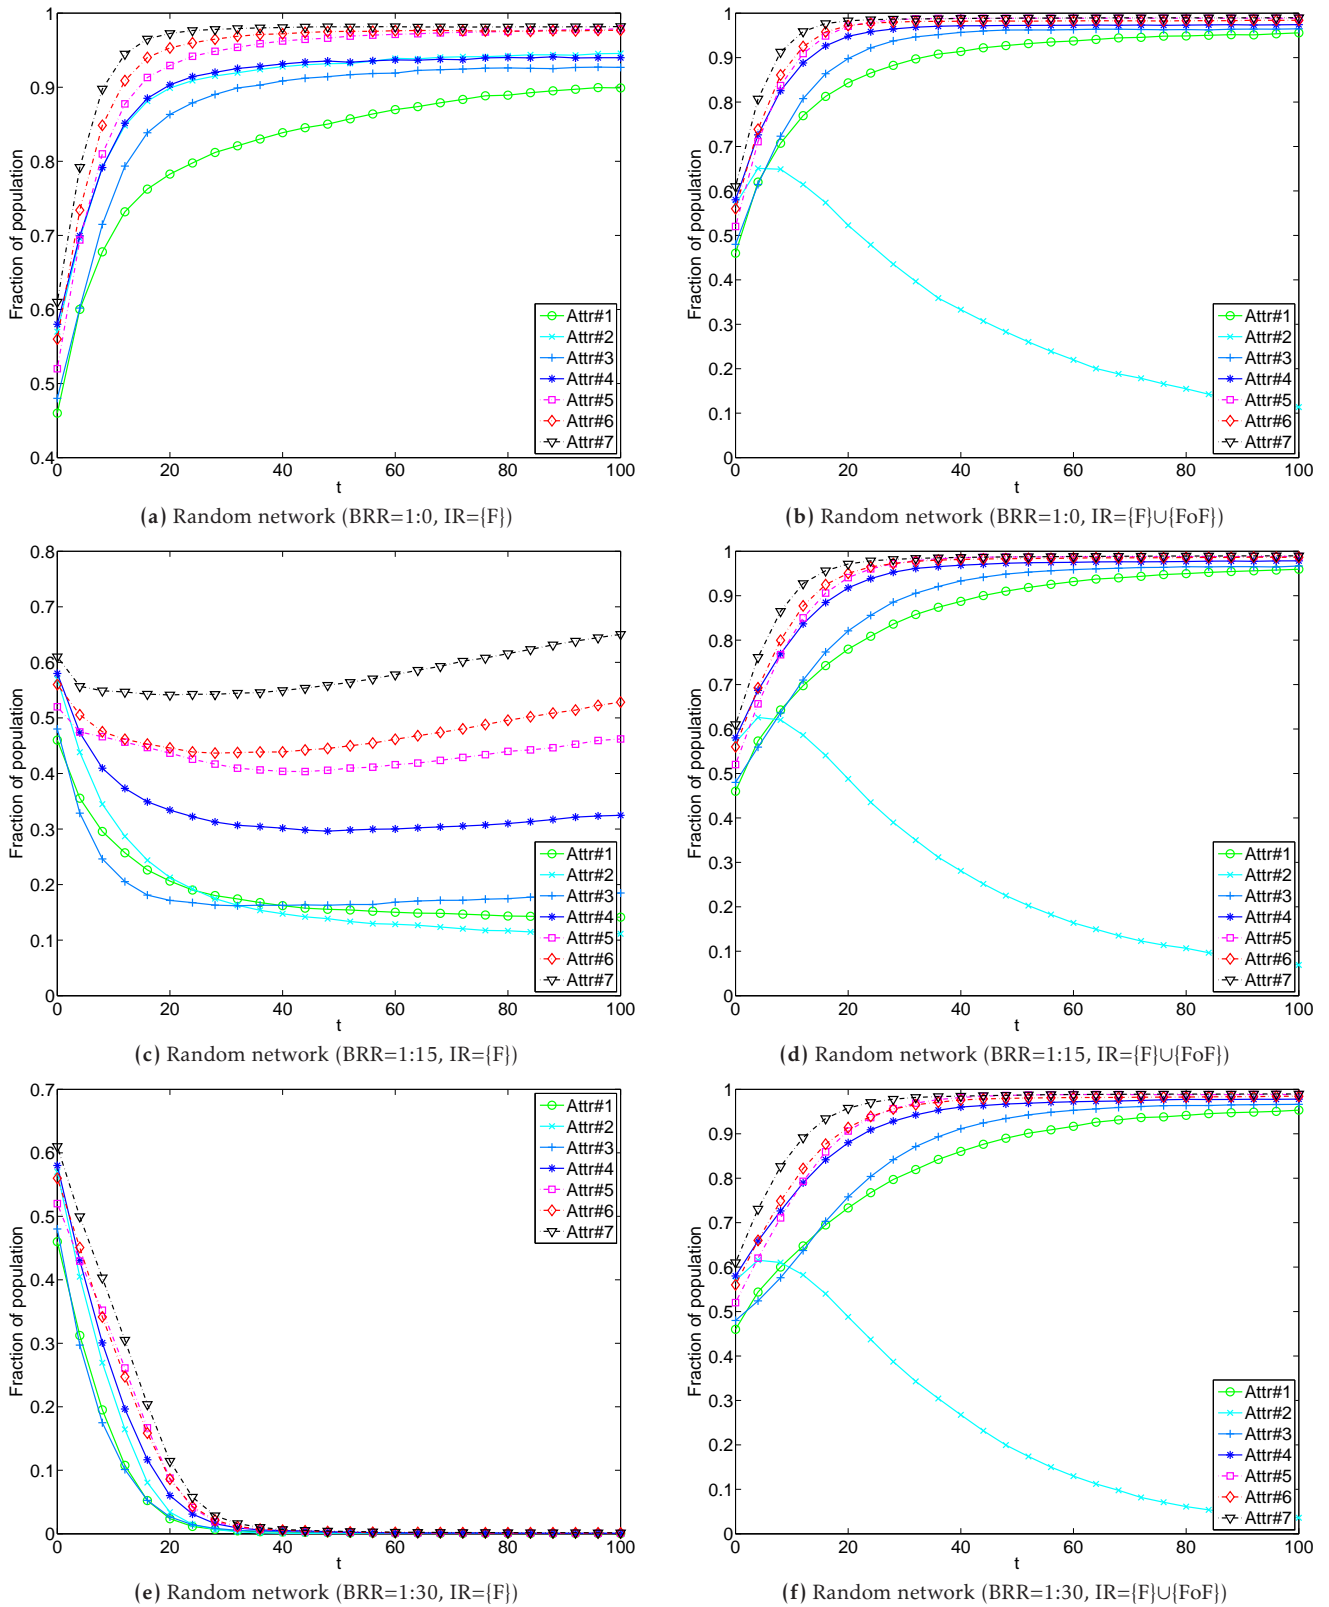 1
0.9
0.8
0.7
0.6
0.5
0.4
0 20 40 60 80 100
Fraction of population
t
Attr#1
Attr#2
Attr#3
Attr#4
Attr#5
Attr#6
Attr#7
(a) Random network (BRR=1:0, IR={F})
1
0.9
0.8
0.7
0.6
0.5
0.4
0.3
0.2
0.1
0
0 20 40 60 80 100
Fraction of population
t
Attr#1
Attr#2
Attr#3
Attr#4
Attr#5
Attr#6
Attr#7
(b) Random network (BRR=1:0, IR={F}∪{FoF})
0.8
0.7
0.6
0.5
0.4
0.3
0.2
0.1
0
0 20 40 60 80 100
Fraction of population
t
Attr#1
Attr#2
Attr#3
Attr#4
Attr#5
Attr#6
Attr#7
(c) Random network (BRR=1:15, IR={F})
1
0.9
0.8
0.7
0.6
0.5
0.4
0.3
0.2
0.1
0
0 20 40 60 80 100
Fraction of population
t
Attr#1
Attr#2
Attr#3
Attr#4
Attr#5
Attr#6
Attr#7
(d) Random network (BRR=1:15, IR={F}∪{FoF})
0.7
0.6
0.5
0.4
0.3
0.2
0.1
0
0 20 40 60 80 100
Fraction of population
t
Attr#1
Attr#2
Attr#3
Attr#4
Attr#5
Attr#6
Attr#7
(e) Random network (BRR=1:30, IR={F})
1
0.9
0.8
0.7
0.6
0.5
0.4
0.3
0.2
0.1
0
0 20 40 60 80 100
Fraction of population
t
Attr#1
Attr#2
Attr#3
Attr#4
Attr#5
Attr#6
Attr#7
(f) Random network (BRR=1:30, IR={F}∪{FoF})